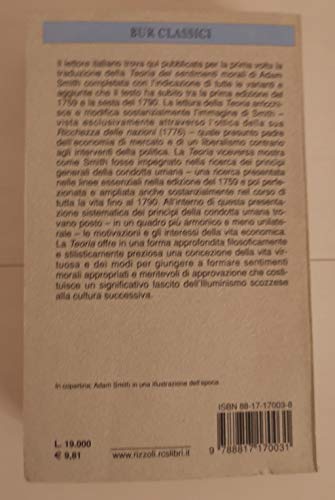 BUR CLASSICI
Il lettore italiano trova qui pubblicata per la prima volta la
traduzione della Teoria dei sentimenti morali di Adam
Smith completata con l'indicazione di tutte le varianti e
aggiunte che il testo ha subito tra la prima edizione del
1759 e la sesta del 1790. La lettura della Teoria arricchi-
sce e modifica sostanzialmente l'immagine di Smith –
vista esclusivamente attraverso l'ottica della sua
Ricchezza delle nazioni (1776) – quale presunto padre
dell'economia di mercato e di un liberalismo contrario
agli interventi della politica. La Teoria viceversa mostra
come Smith fosse impegnato nella ricerca dei principi
generali della condotta umana – una ricerca presentata
nelle linee essenziali nella edizione del 1759 e poi perfe-
zionata e ampliata anche sostanzialmente nel corso di
tutta la vita fino al 1790. All'interno di questa presenta-
zione sistematica dei principi della condotta umana tro-
vano posto – in un quadro più armonico e meno unilate-
rale – le motivazioni e gli interessi della vita economica.
La Teoria offre in una forma approfondita filosoficamente
e stilisticamente preziosa una concezione della vita vir-
tuosa e dei modi per giungere a formare sentimenti
morali appropriati e meritevoli di approvazione che costi-
tuisce un significativo lascito dell'Illuminismo scozzese
alla cultura successiva.
In copertina: Adam Smith in una illustrazione dell'epoca
ISBN 88-17-17003-8
L. 19.000
€ 9,81
www.rizzoli.rcslibri.it
9 788817 170031